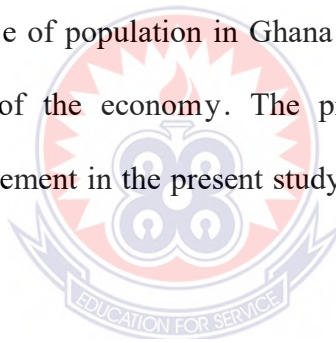 e of population in Ghana
of the economy. The p
ement in the present study
EDUCATION FOR SERVICE